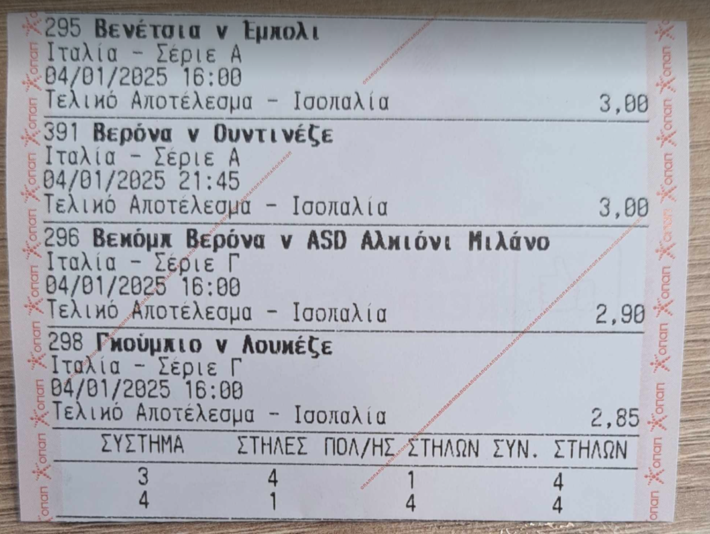 295 Βενέτσια v Έμπολι
Ιταλία - Σέριε Α
04/01/2025 16:00
Τελικό Αποτέλεσμα - Ισοπαλία 3,00
391 Βερόνα v Ουντινέζε
Ιταλία - Σέριε Α
04/01/2025 21:45
Τελικό Αποτέλεσμα - Ισοπαλία 3,00
296 Βεκόμπ Βερόνα v ASD Αλκιόνι Μιλάνο
Ιταλία - Σέριε Γ
04/01/2025 16:00
Τελικό Αποτέλεσμα - Ισοπαλία 2,90
298 Γκούμπιο v Λουκέζε
Ιταλία - Σέριε Γ
04/01/2025 16:00
Τελικό Αποτέλεσμα - Ισοπαλία 2,85
ΣΥΣΤΗΜΑ ΣΤΗΛΕΣ ΠΟΛ/ΗΣ ΣΤΗΛΩΝ ΣΥΝ. ΣΤΗΛΩΝ
3 4 1 4
4 1 4 4
οπαπ